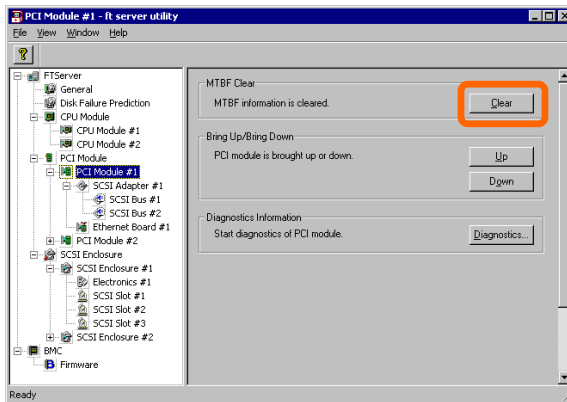 PCI Module #1 - ft server utility
File View Window Help
FTServer
General
Disk Failure Prediction
CPU Module
CPU Module #1
CPU Module #2
PCI Module
PCI Module #1
SCSI Adapter #1
SCSI Bus #1
SCSI Bus #2
Ethernet Board #1
PCI Module #2
SCSI Enclosure
SCSI Enclosure #1
Electronics #1
SCSI Slot #1
SCSI Slot #2
SCSI Slot #3
SCSI Enclosure #2
BMC
Firmware
MTBF Clear
MTBF information is cleared.
Clear
Bring Up/Bring Down
PCI module is brought up or down.
Up
Down
Diagnostics Information
Start diagnostics of PCI module.
Diagnostics...
Ready